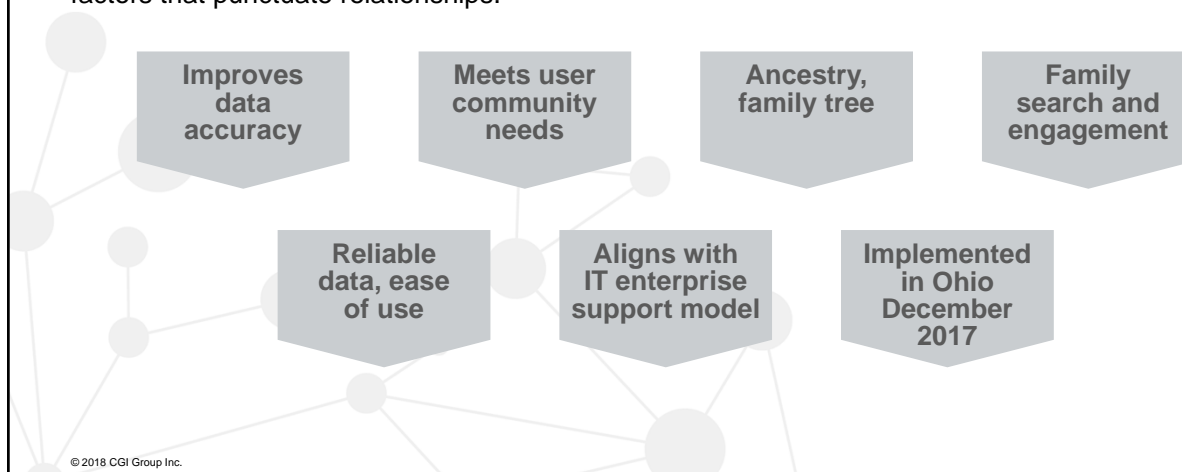 factors that punctuate relationships.
Improves
data
accuracy
Meets user
community
needs
Ancestry,
family tree
Family
search and
engagement
Reliable
data, ease
of use
Aligns with
IT enterprise
support model
Implemented
in Ohio
December
2017
© 2018 CGI Group Inc.